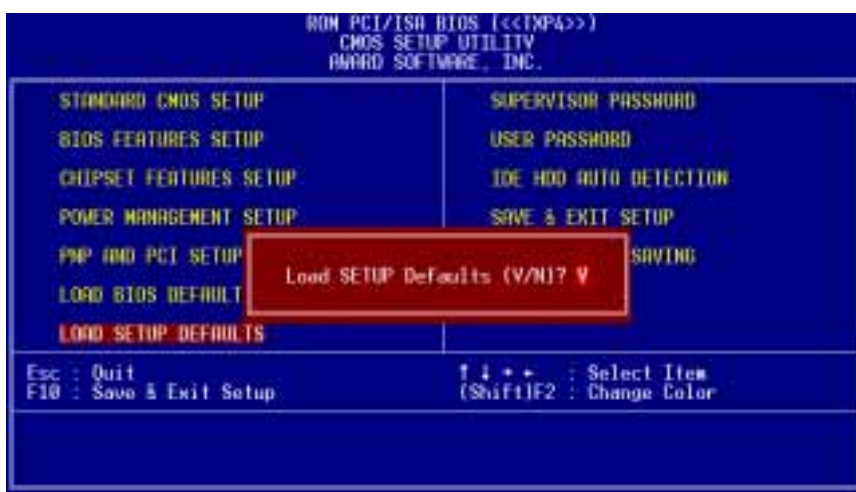 ROM PCI/ISA BIOS (<<TXP4>>)
CMOS SETUP UTILITY
AWARD SOFTWARE, INC.
STANDARD CMOS SETUP
BIOS FEATURES SETUP
CHIPSET FEATURES SETUP
POWER MANAGEMENT SETUP
PNP AND PCI SETUP
LOAD BIOS DEFAULT
LOAD SETUP DEFAULTS
SUPERVISOR PASSWORD
USER PASSWORD
IDE HDD AUTO DETECTION
SAVE & EXIT SETUP
SAVING
Load SETUP Defaults (Y/N)? Y
Esc : Quit
F10 : Save & Exit Setup
↑ ↓ → ← : Select Item
(Shift)F2 : Change Color